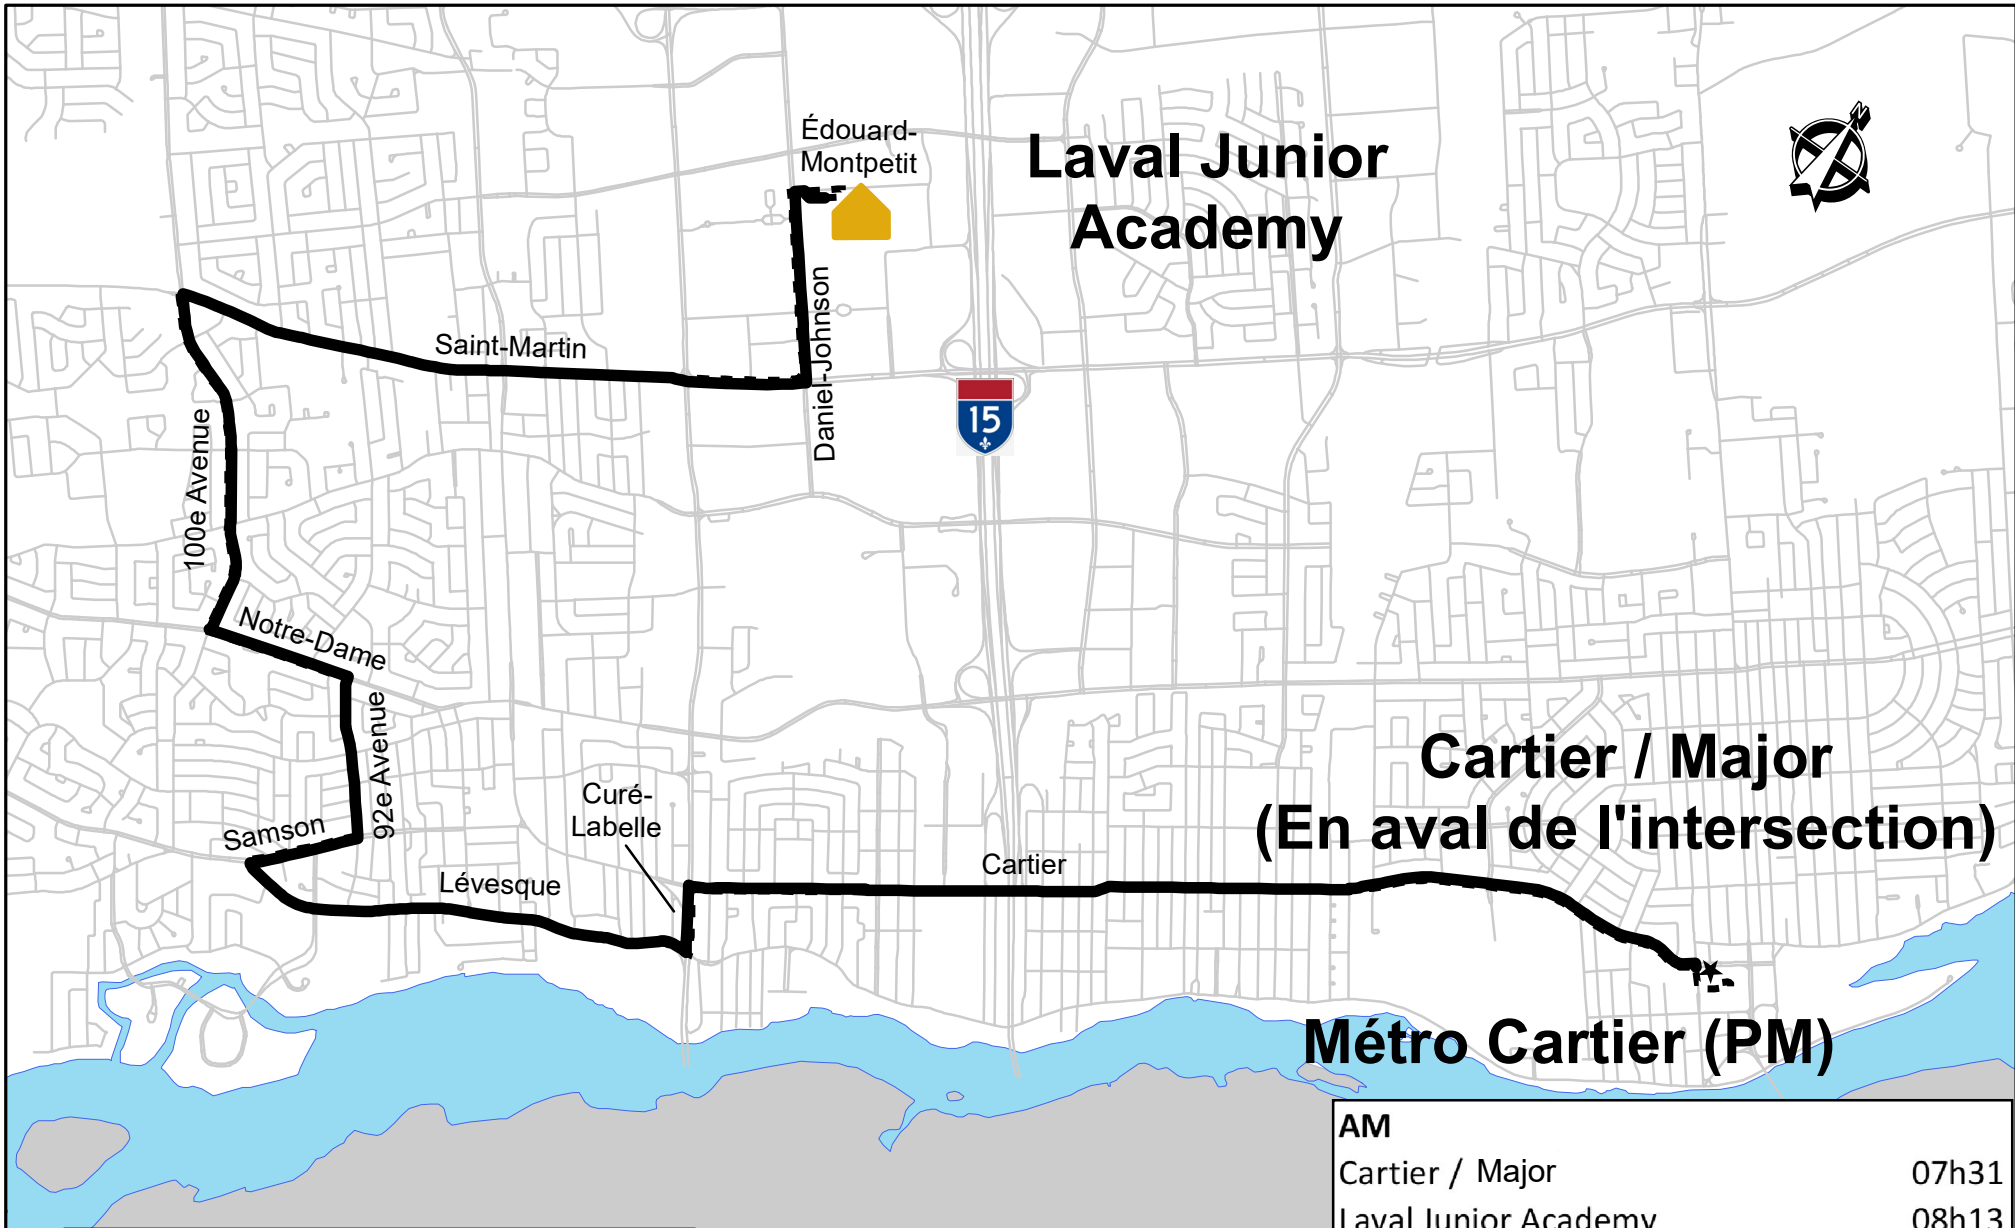 Édouard-
Montpetit
Laval Junior
Academy
N
Saint-Martin
Daniel-Johnson
15
100e Avenue
Notre-Dame
92e Avenue
Samson
Curé-
Labelle
Lévesque
Cartier
Cartier / Major
(En aval de l'intersection)
Métro Cartier (PM)
AM
Cartier / Major 07h31
Laval Junior Academy 08h13